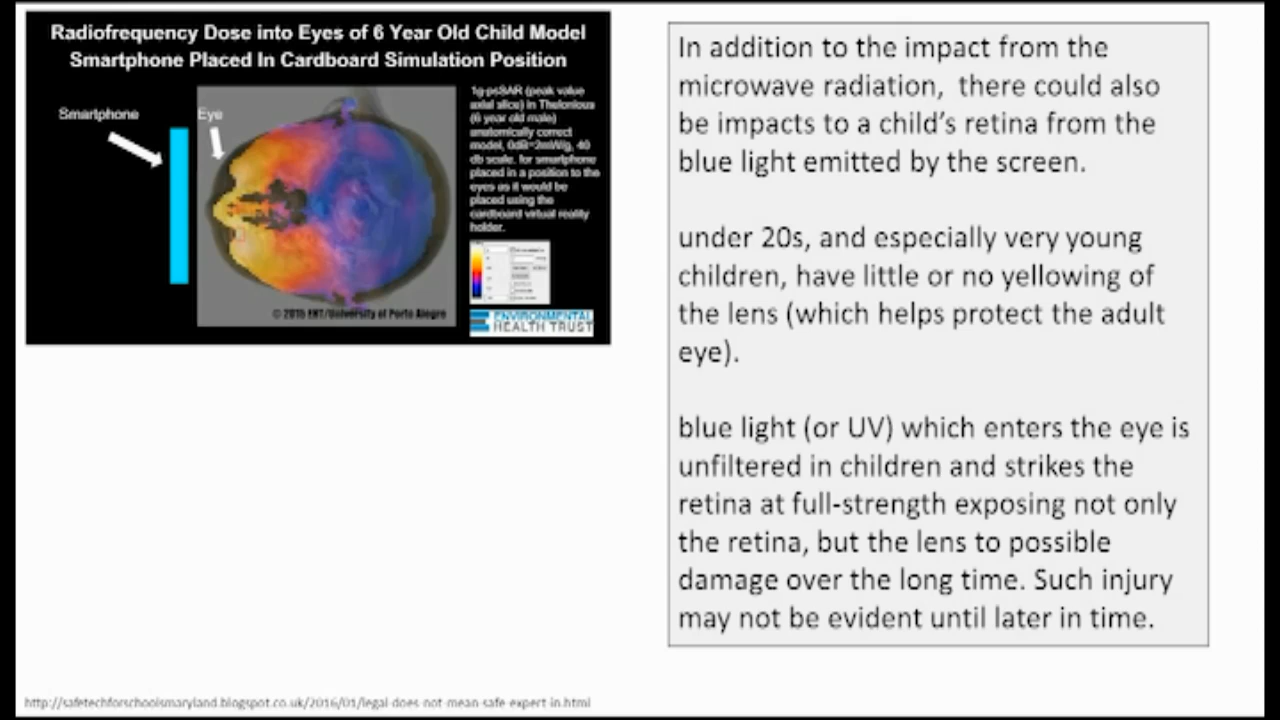 Radiofrequency Dose into Eyes of 6 Year Old Child Model
Smartphone Placed In Cardboard Simulation Position
Smartphone
Eye
1g-psSAR (peak value
axial slice) in Thelonious
(6 year old male)
anatomically correct
model, 0dB=2mW/g, 40
db scale. for smartphone
placed in a position to the
eyes as it would be
placed using the
cardboard virtual reality
holder.
© 2015 EHT/University of Porto Alegre
ENVIRONMENTAL
HEALTH TRUST
In addition to the impact from the
microwave radiation, there could also
be impacts to a child's retina from the
blue light emitted by the screen.
under 20s, and especially very young
children, have little or no yellowing of
the lens (which helps protect the adult
eye).
blue light (or UV) which enters the eye is
unfiltered in children and strikes the
retina at full-strength exposing not only
the retina, but the lens to possible
damage over the long time. Such injury
may not be evident until later in time.
http://safetechforschoolsmaryland.blogspot.co.uk/2016/01/legal-does-not-mean-safe-expert-in.html